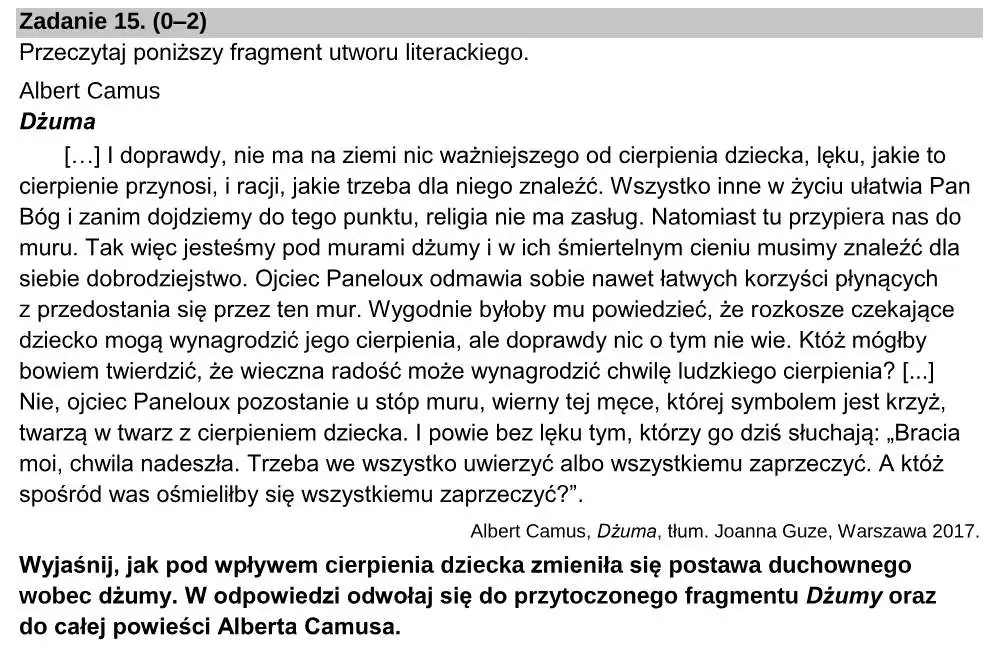 Zadanie 15. (0–2)
Przeczytaj poniższy fragment utworu literackiego.
Albert Camus
Dżuma
[…] I doprawdy, nie ma na ziemi nic ważniejszego od cierpienia dziecka, lęku, jakie to
cierpienie przynosi, i racji, jakie trzeba dla niego znaleźć. Wszystko inne w życiu ułatwia Pan
Bóg i zanim dojdziemy do tego punktu, religia nie ma zasług. Natomiast tu przypiera nas do
muru. Tak więc jesteśmy pod murami dżumy i w ich śmiertelnym cieniu musimy znaleźć dla
siebie dobrodziejstwo. Ojciec Paneloux odmawia sobie nawet łatwych korzyści płynących
z przedostania się przez ten mur. Wygodnie byłoby mu powiedzieć, że rozkosze czekające
dziecko mogą wynagrodzić jego cierpienia, ale doprawdy nic o tym nie wie. Któż mógłby
bowiem twierdzić, że wieczna radość może wynagrodzić chwilę ludzkiego cierpienia? [...]
Nie, ojciec Paneloux pozostanie u stóp muru, wierny tej męce, której symbolem jest krzyż,
twarzą w twarz z cierpieniem dziecka. I powie bez lęku tym, którzy go dziś słuchają: „Bracia
moi, chwila nadeszła. Trzeba we wszystko uwierzyć albo wszystkiemu zaprzeczyć. A któż
spośród was ośmieliłby się wszystkiemu zaprzeczyć?”.
Albert Camus, Dżuma, tłum. Joanna Guze, Warszawa 2017.
Wyjaśnij, jak pod wpływem cierpienia dziecka zmieniła się postawa duchownego
wobec dżumy. W odpowiedzi odwołaj się do przytoczonego fragmentu Dżumy oraz
do całej powieści Alberta Camusa.